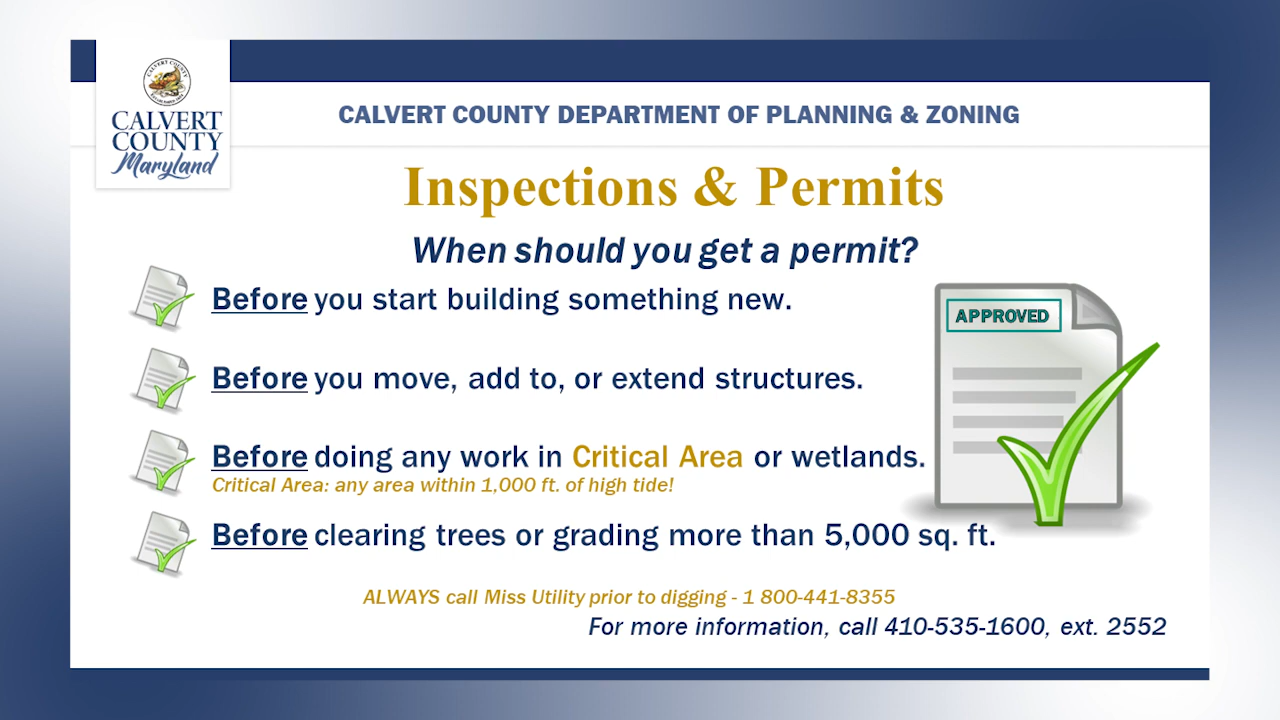 CALVERT COUNTY
CALVERT
COUNTY
Maryland
CALVERT COUNTY DEPARTMENT OF PLANNING & ZONING
Inspections & Permits
When should you get a permit?
Before you start building something new.
APPROVED
Before you move, add to, or extend structures.
Before doing any work in Critical Area or wetlands.
Critical Area: any area within 1,000 ft. of high tide!
Before clearing trees or grading more than 5,000 sq. ft.
ALWAYS call Miss Utility prior to digging - 1 800-441-8355
For more information, call 410-535-1600, ext. 2552